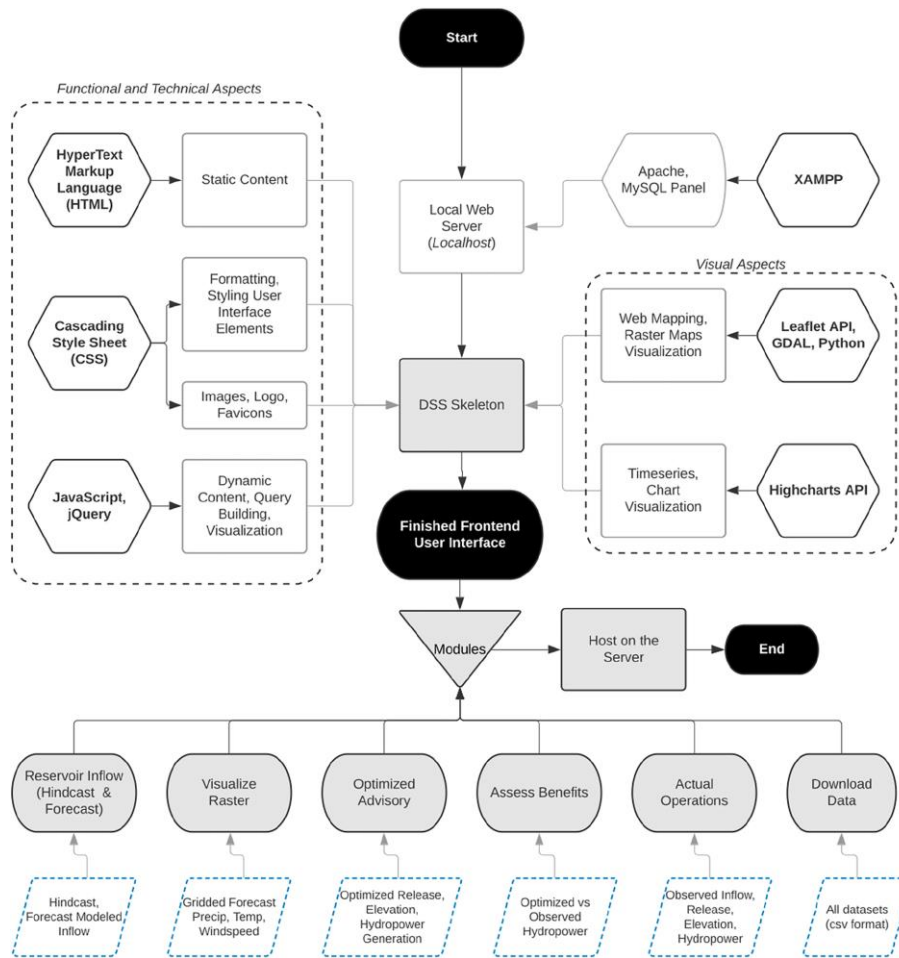 Start
Functional and Technical Aspects
HyperText
Markup
Language
(HTML)
Static Content
Cascading
Style Sheet
(CSS)
Formatting,
Styling User
Interface
Elements
Images, Logo,
Favicons
JavaScript,
jQuery
Dynamic
Content, Query
Building,
Visualization
Local Web
Server
(Localhost)
Apache,
MySQL Panel
XAMPP
Visual Aspects
Web Mapping,
Raster Maps
Visualization
Leaflet API,
GDAL, Python
Timeseries,
Chart
Visualization
Highcharts API
DSS Skeleton
Finished Frontend
User Interface
Modules
Host on the
Server
End
Reservoir Inflow
(Hindcast &
Forecast)
Visualize
Raster
Optimized
Advisory
Assess Benefits
Actual
Operations
Download
Data
Hindcast,
Forecast Modeled
Inflow
Gridded Forecast
Precip, Temp,
Windspeed
Optimized Release,
Elevation,
Hydropower
Generation
Optimized vs
Observed
Hydropower
Observed Inflow,
Release,
Elevation,
Hydropower
All datasets
(csv format)